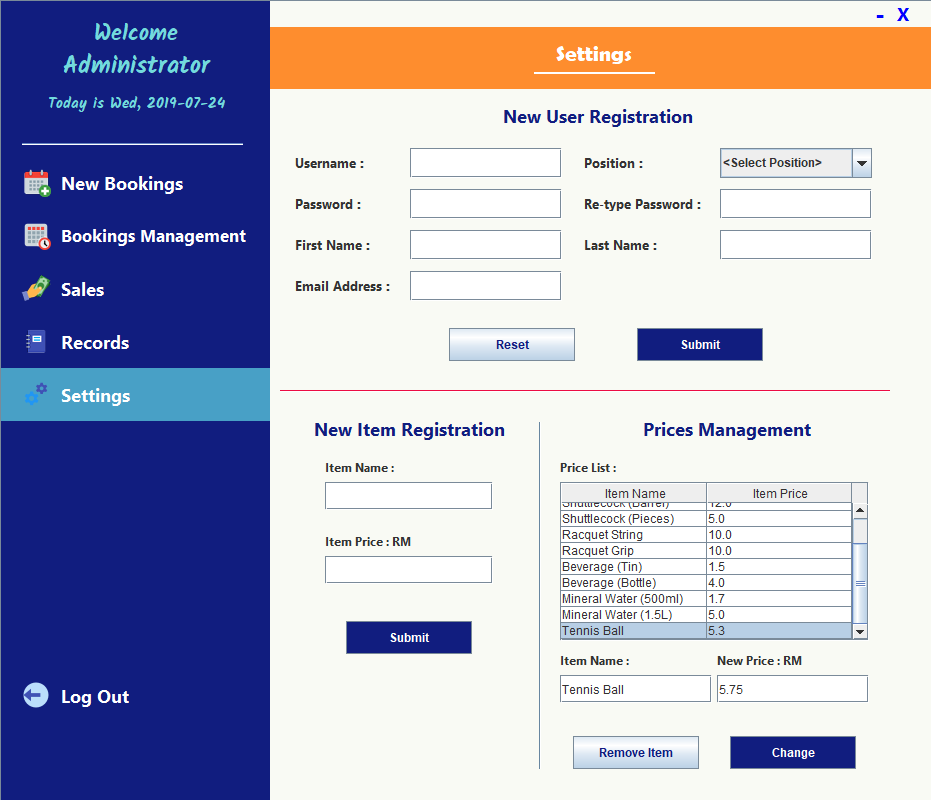 Welcome
Administrator
Today is Wed, 2019-07-24
New Bookings
Bookings Management
Sales
Records
Settings
Log Out
- X
Settings
New User Registration
Username :
Position :
<Select Position>
Password :
Re-type Password :
First Name :
Last Name :
Email Address :
Reset
Submit
New Item Registration
Item Name :
Item Price : RM
Submit
Prices Management
Price List :
Item Name Item Price
Shuttlecock (Barrel) 12.0
Shuttlecock (Pieces) 5.0
Racquet String 10.0
Racquet Grip 10.0
Beverage (Tin) 1.5
Beverage (Bottle) 4.0
Mineral Water (500ml) 1.7
Mineral Water (1.5L) 5.0
Tennis Ball 5.3
Item Name : New Price : RM
Tennis Ball 5.75
Remove Item
Change